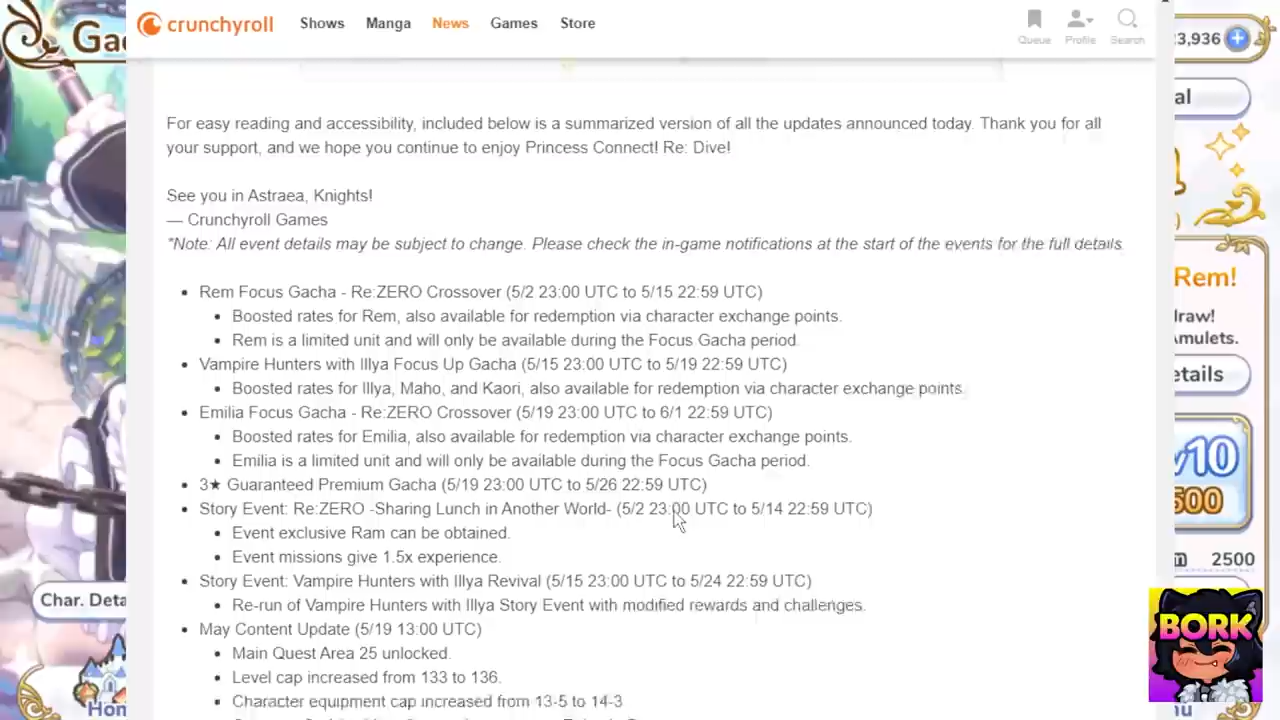 crunchyroll Shows Manga News Games Store
Queue Profile Search
3,936
For easy reading and accessibility, included below is a summarized version of all the updates announced today. Thank you for all
your support, and we hope you continue to enjoy Princess Connect! Re: Dive!
See you in Astraea, Knights!
— Crunchyroll Games
*Note: All event details may be subject to change. Please check the in-game notifications at the start of the events for the full details.
Rem Focus Gacha - Re:ZERO Crossover (5/2 23:00 UTC to 5/15 22:59 UTC)
Boosted rates for Rem, also available for redemption via character exchange points.
Rem is a limited unit and will only be available during the Focus Gacha period.
Vampire Hunters with Illya Focus Up Gacha (5/15 23:00 UTC to 5/19 22:59 UTC)
Boosted rates for Illya, Maho, and Kaori, also available for redemption via character exchange points.
Emilia Focus Gacha - Re:ZERO Crossover (5/19 23:00 UTC to 6/1 22:59 UTC)
Boosted rates for Emilia, also available for redemption via character exchange points.
Emilia is a limited unit and will only be available during the Focus Gacha period.
3★ Guaranteed Premium Gacha (5/19 23:00 UTC to 5/26 22:59 UTC)
Story Event: Re:ZERO -Sharing Lunch in Another World- (5/2 23:00 UTC to 5/14 22:59 UTC)
Event exclusive Ram can be obtained.
Event missions give 1.5x experience.
Story Event: Vampire Hunters with Illya Revival (5/15 23:00 UTC to 5/24 22:59 UTC)
Re-run of Vampire Hunters with Illya Story Event with modified rewards and challenges.
May Content Update (5/19 13:00 UTC)
Main Quest Area 25 unlocked.
Level cap increased from 133 to 136.
Character equipment cap increased from 13-5 to 14-3
Rem!
2500
Char. Deta
BORK